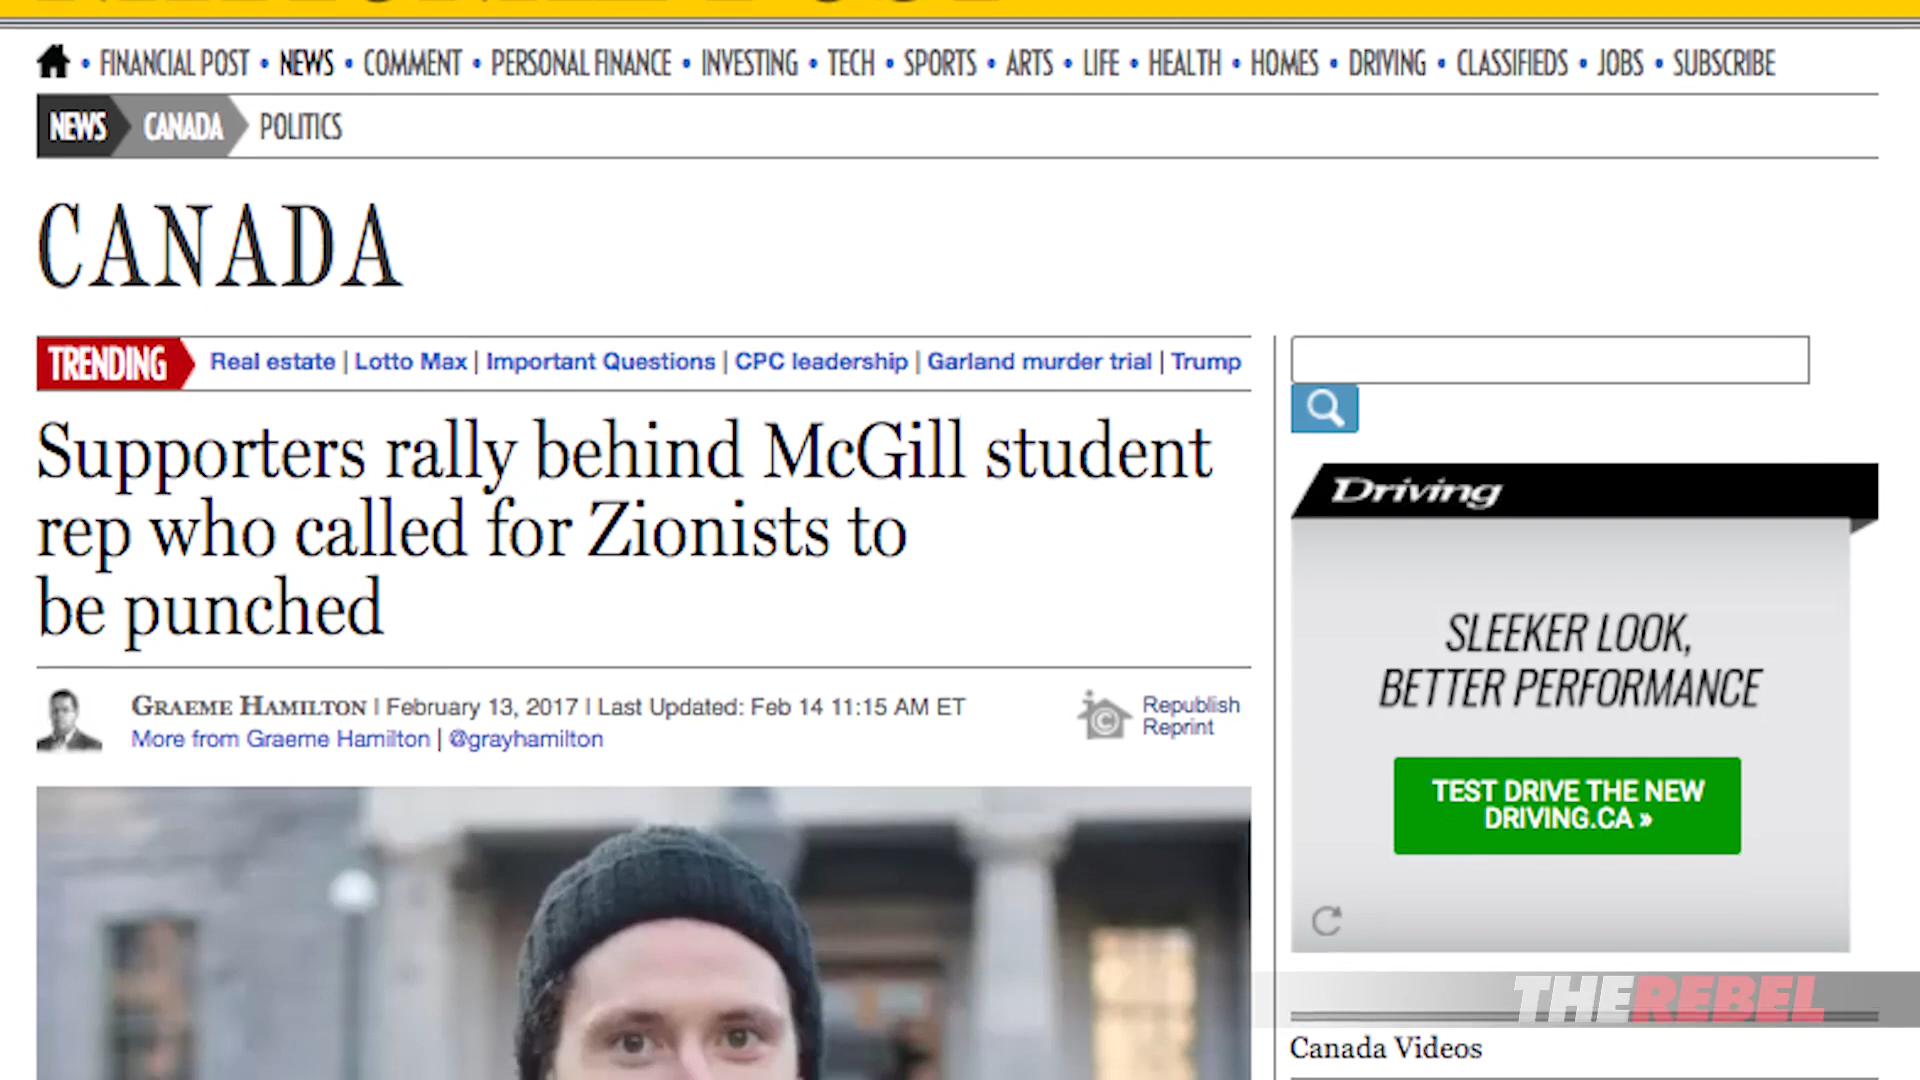 FINANCIAL POST • NEWS • COMMENT • PERSONAL FINANCE • INVESTING • TECH • SPORTS • ARTS • LIFE • HEALTH • HOMES • DRIVING • CLASSIFIEDS • JOBS • SUBSCRIBE
NEWS CANADA POLITICS
CANADA
TRENDING Real estate | Lotto Max | Important Questions | CPC leadership | Garland murder trial | Trump
Supporters rally behind McGill student
rep who called for Zionists to
be punched
GRAEME HAMILTON | February 13, 2017 | Last Updated: Feb 14 11:15 AM ET
More from Graeme Hamilton | @grayhamilton
Republish
Reprint
Driving
SLEEKER LOOK,
BETTER PERFORMANCE
TEST DRIVE THE NEW
DRIVING.CA »
THE REBEL
Canada Videos